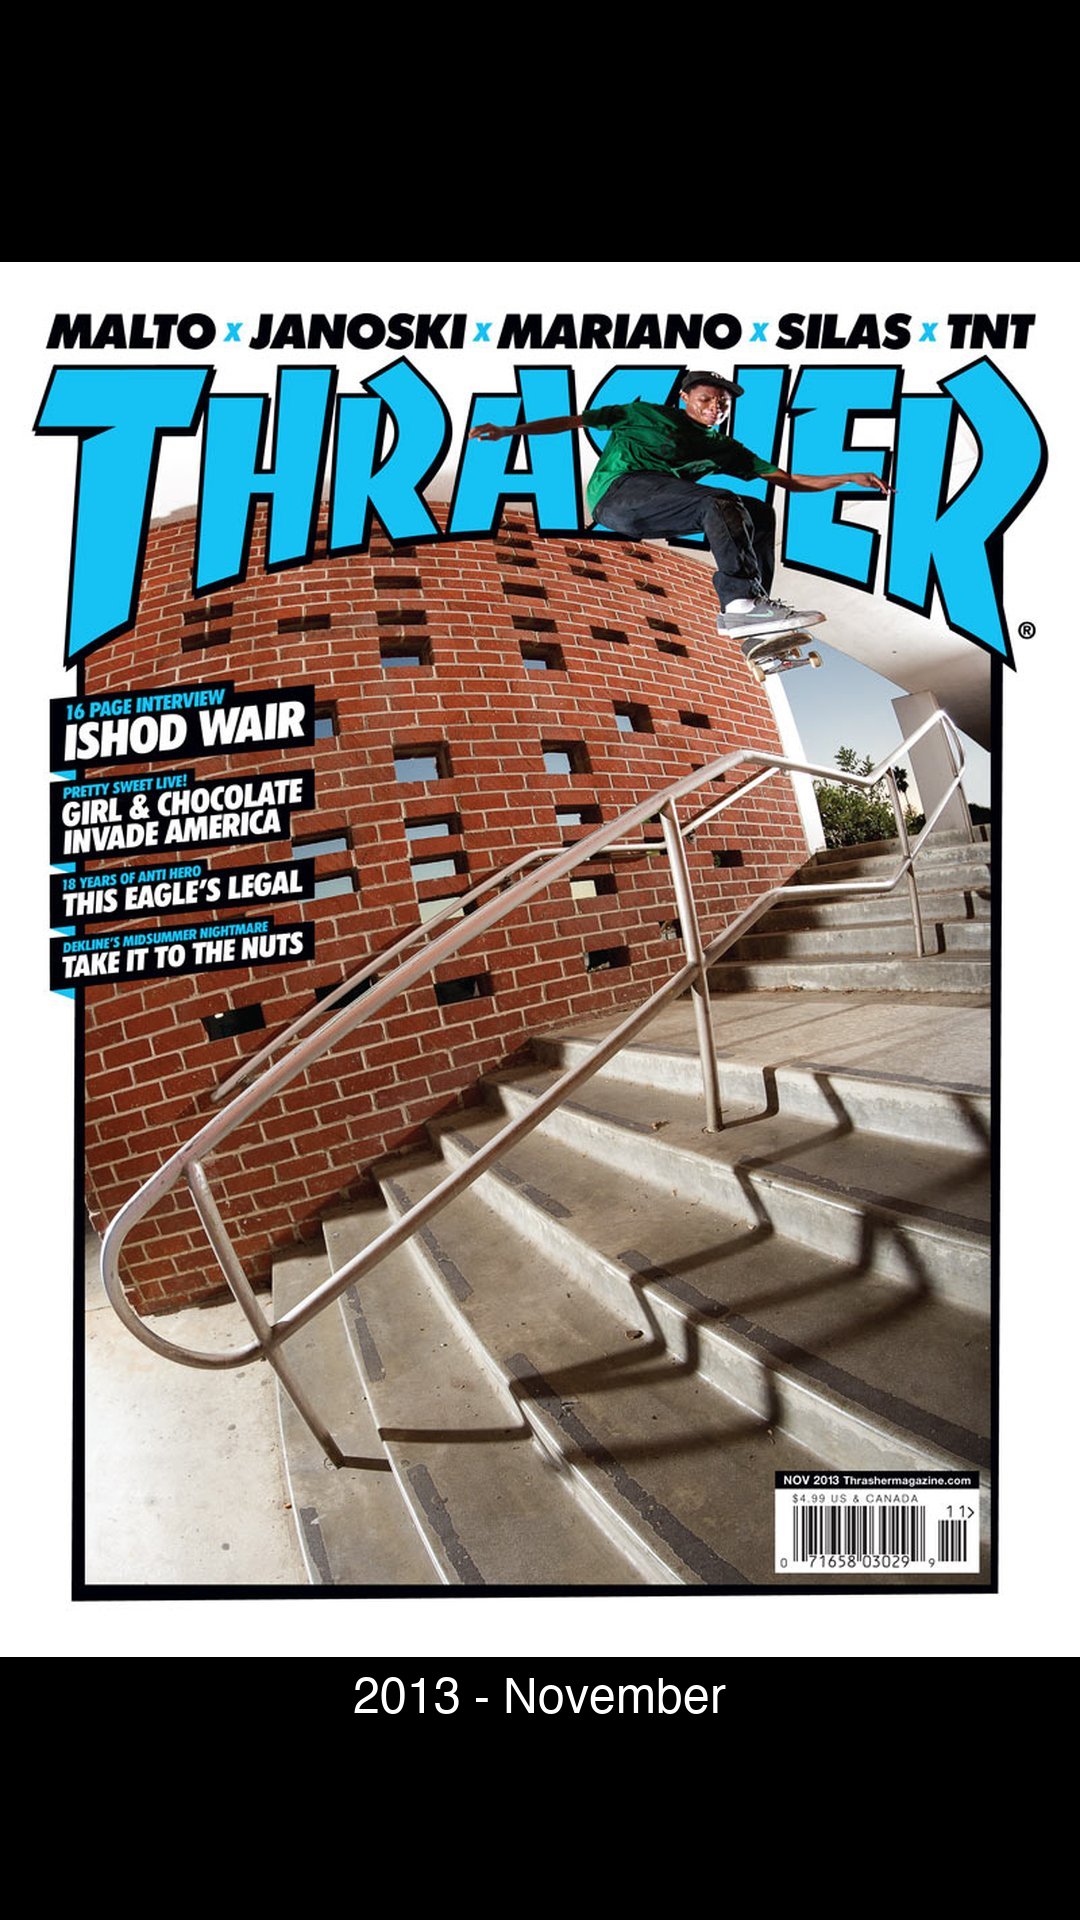 MALTO x JANOSKI x MARIANO x SILAS x TNT
THRASHER
®
16 PAGE INTERVIEW
ISHOD WAIR
PRETTY SWEET LIVE!
GIRL & CHOCOLATE
INVADE AMERICA
18 YEARS OF ANTI HERO
THIS EAGLE'S LEGAL
DEKLINE'S MIDSUMMER NIGHTMARE
TAKE IT TO THE NUTS
NOV 2013 Thrashermagazine.com
$4.99 US & CANADA
11>
0 71658 03029 9
2013 - November